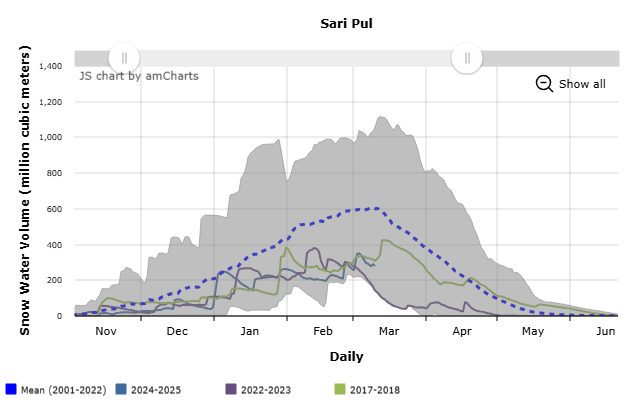 Sari Pul
JS chart by amCharts
Show all
Snow Water Volume (million cubic meters)
1,400
1,200
1,000
800
600
400
200
0
Nov Dec Jan Feb Mar Apr May Jun
Daily
Mean (2001-2022) 2024-2025 2022-2023 2017-2018